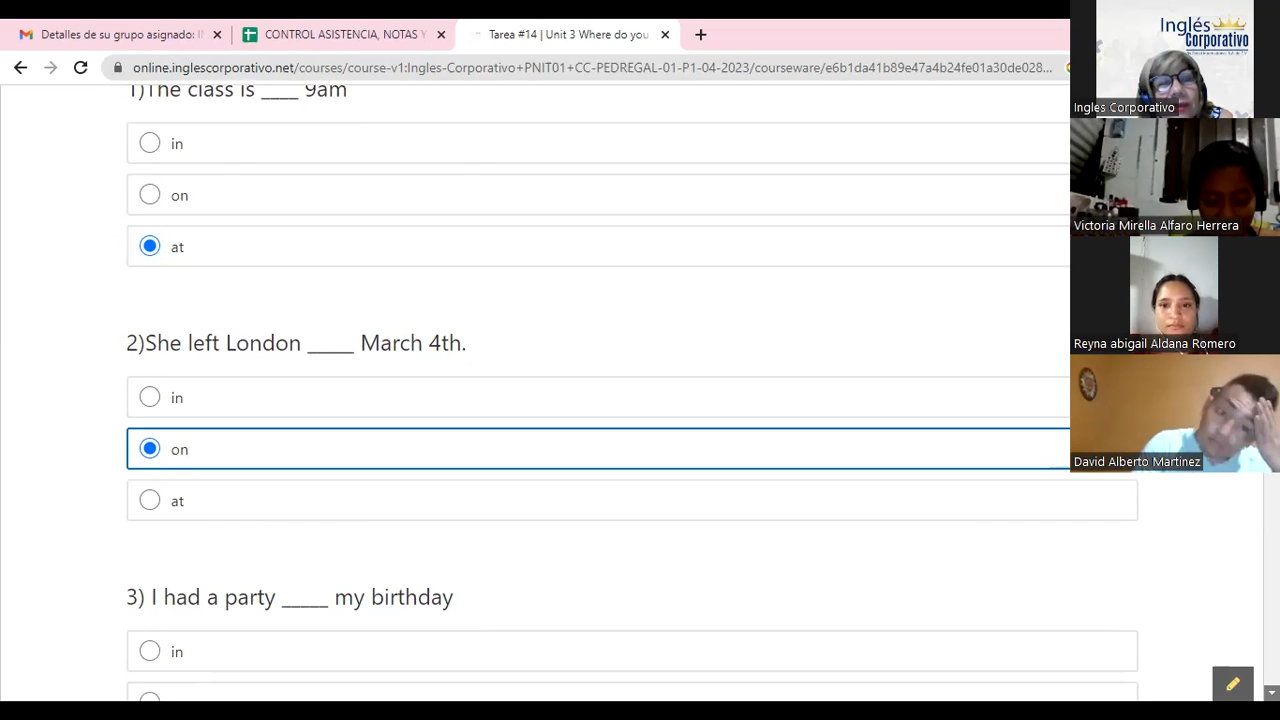 Detalles de su grupo asignado: I
CONTROL ASISTENCIA, NOTAS Y
Tarea #14 | Unit 3 Where do you
online.inglescorporativo.net/courses/course-v1:Ingles-Corporativo+PNIT01+CC-PEDREGAL-01-P1-04-2023/courseware/e6b1da41b89e47a4b24fe01a30de028...
1)The class is ____ 9am
in
on
at
2)She left London _____ March 4th.
in
on
at
3) I had a party _____ my birthday
in
Inglés
Corporativo
Ingles Corporativo
Victoria Mirella Alfaro Herrera
Reyna abigail Aldana Romero
David Alberto Martinez